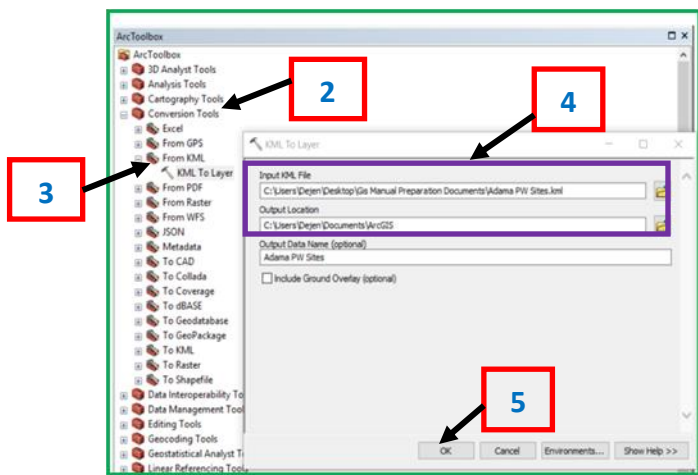 ArcToolbox
ArcToolbox
3D Analyst Tools
Analysis Tools
Cartography Tools
Conversion Tools
Excel
From GPS
From KML
KML To Layer
From PDF
From Raster
From WFS
JSON
Metadata
To CAD
To Collada
To Coverage
To dBASE
To Geodatabase
To GeoPackage
To KML
To Raster
To Shapefile
Data Interoperability To
Data Management Tool
Editing Tools
Geocoding Tools
Geostatistical Analyst T
Linear Referencing Tools
2
3
4
KML To Layer
Input KML File
C:\Users\Dejen\Desktop\Gis Manual Preparation Documents\Adama PW Sites.kml
Output Location
C:\Users\Dejen\Documents\ArcGIS
Output Data Name (optional)
Adama PW Sites
Include Ground Overlay (optional)
5
OK
Cancel
Environments...
Show Help >>